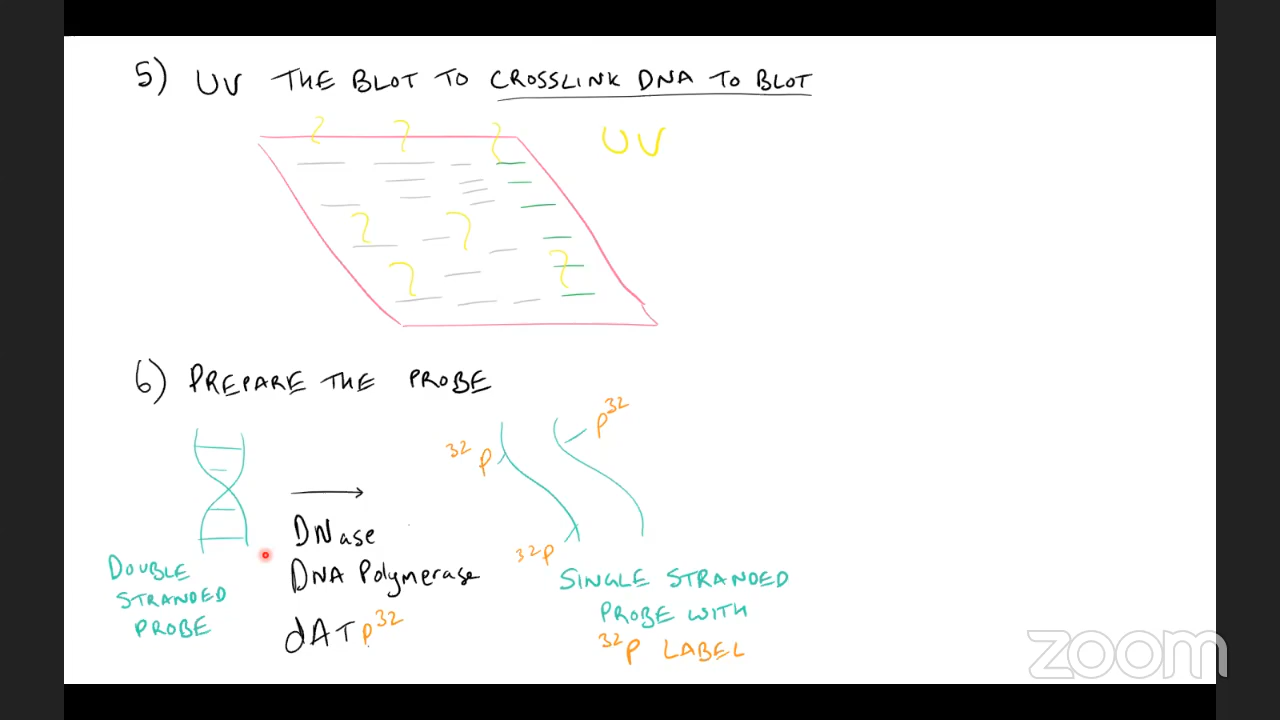 5) UV THE BLOT TO CROSSLINK DNA TO BLOT
UV
6) PREPARE THE PROBE
DOUBLE
STRANDED
PROBE
DNase
DNA Polymerase
dATP³²
³²P
P³²
³²P
SINGLE STRANDED
PROBE WITH
³²P LABEL
zoom